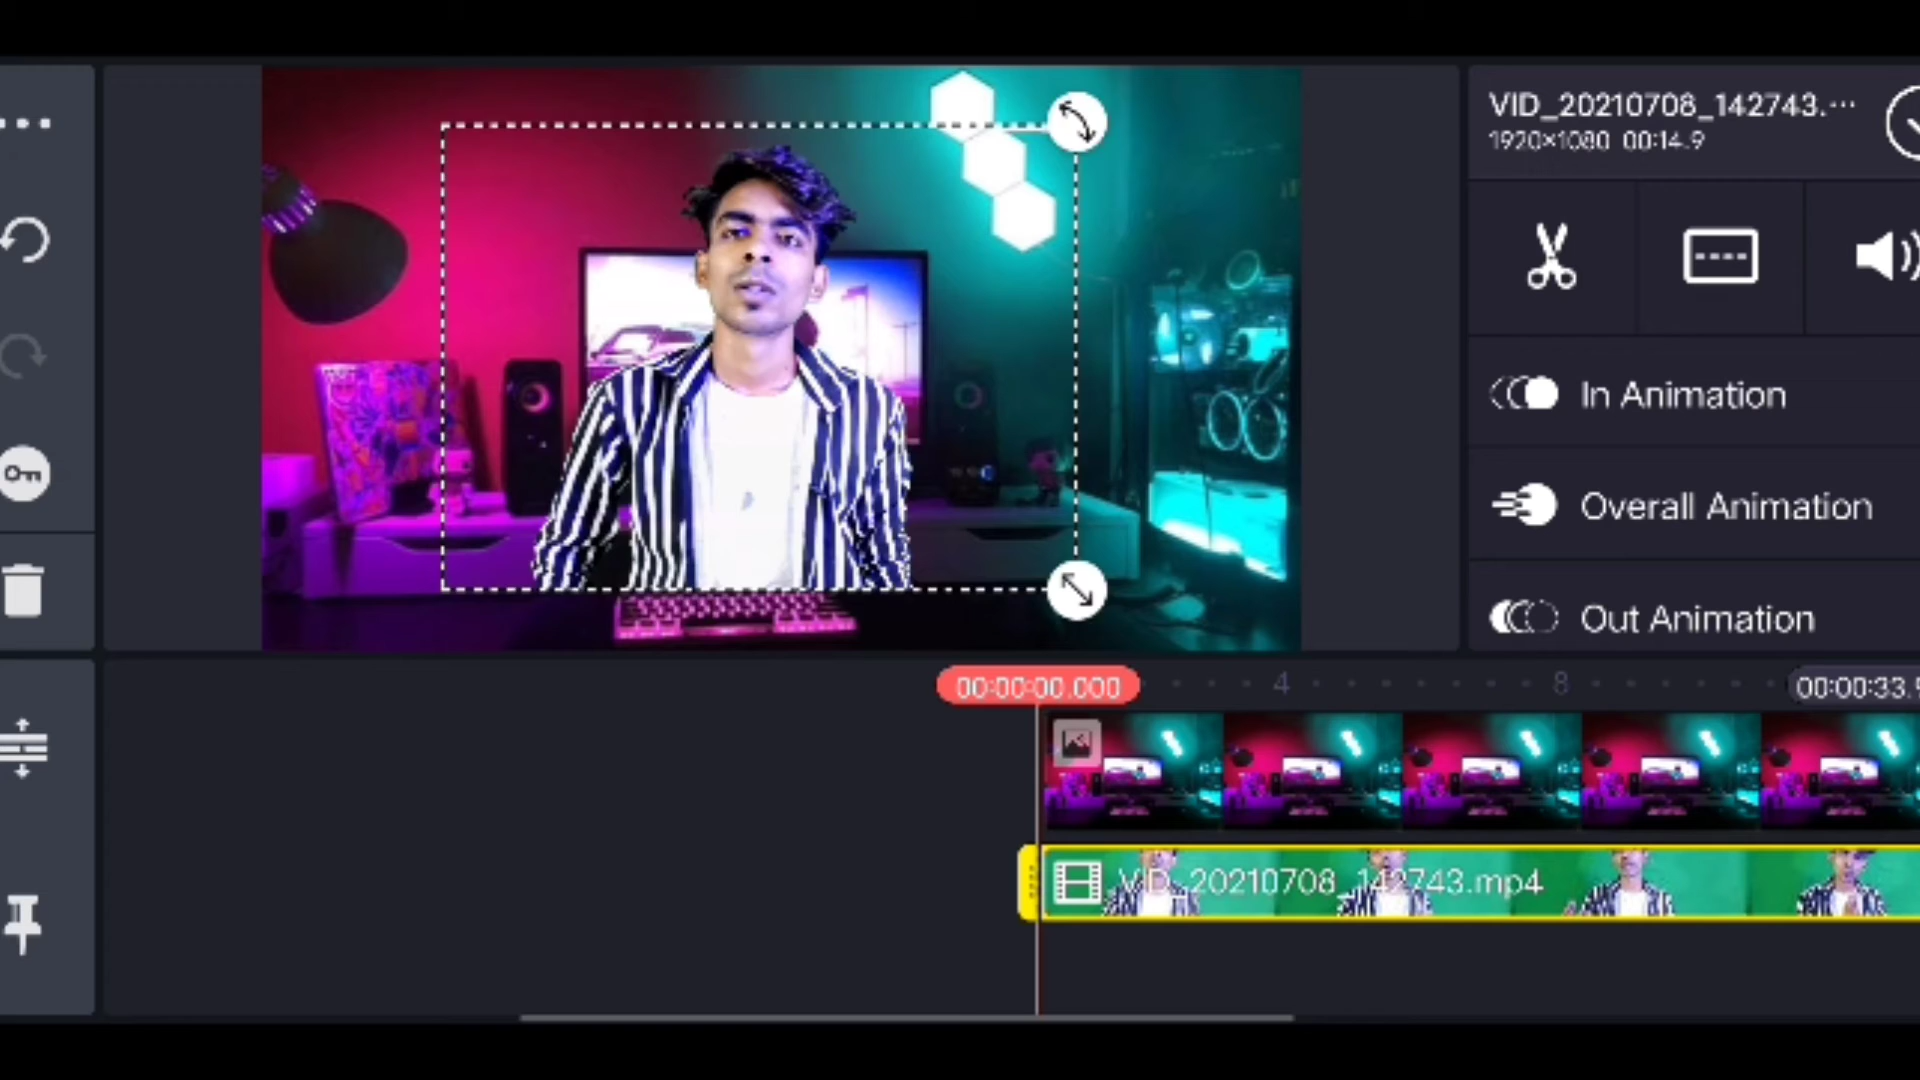 VID_20210708_142743.···
1920×1080 00:14.9
In Animation
Overall Animation
Out Animation
00:00:00.000
4
8
00:00:33.
VID_20210708_142743.mp4